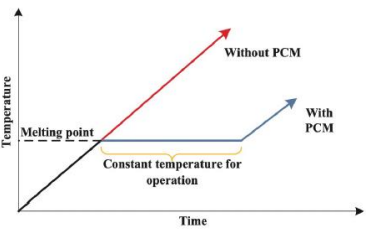 Without PCM
With
PCM
Melting point
Constant temperature for
operation
Temperature
Time